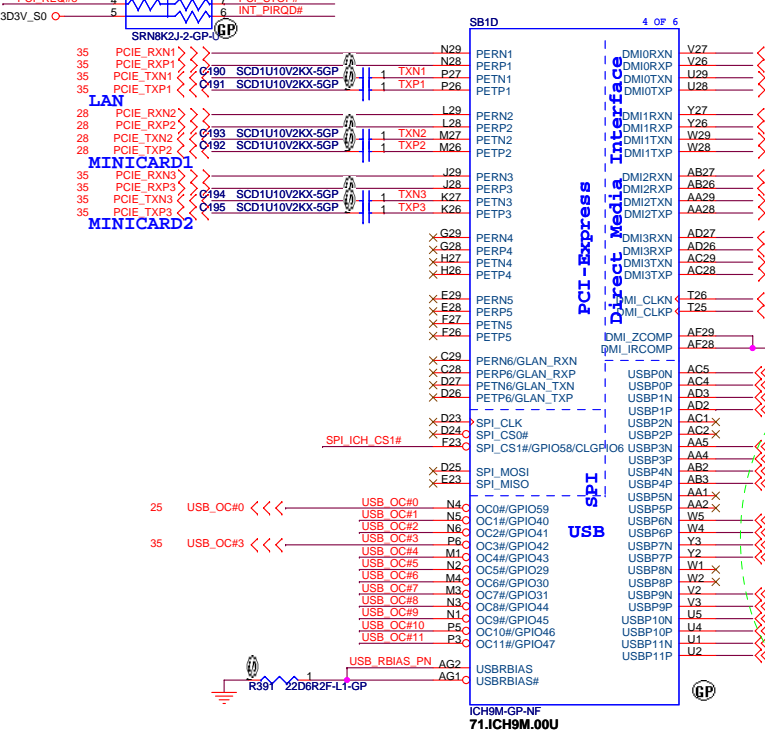 3D3V_S0 5 6 INT_PIRQD#
SRN8K2J-2-GP-U GP
SB1D 4 OF 6
35 PCIE_RXN1 N29 PERN1 DMI0RXN V27
35 PCIE_RXP1 N28 PERP1 DMI0RXP V26
35 PCIE_TXN1 C190 SCD1U10V2KX-5GP 1 TXN1 P27 PETN1 DMI0TXN U29
35 PCIE_TXP1 C191 SCD1U10V2KX-5GP 1 TXP1 P26 PETP1 DMI0TXP U28
LAN
28 PCIE_RXN2 L29 PERN2 DMI1RXN Y27
28 PCIE_RXP2 L28 PERP2 DMI1RXP Y26
28 PCIE_TXN2 C193 SCD1U10V2KX-5GP 1 TXN2 M27 PETN2 DMI1TXN W29
28 PCIE_TXP2 C192 SCD1U10V2KX-5GP 1 TXP2 M26 PETP2 DMI1TXP W28
MINICARD1
35 PCIE_RXN3 J29 PERN3 DMI2RXN AB27
35 PCIE_RXP3 J28 PERP3 DMI2RXP AB26
35 PCIE_TXN3 C194 SCD1U10V2KX-5GP 1 TXN3 K27 PETN3 DMI2TXN AA29
35 PCIE_TXP3 C195 SCD1U10V2KX-5GP 1 TXP3 K26 PETP3 DMI2TXP AA28
MINICARD2
PCI-Express
Direct Media Interface
G29 PERN4 DMI3RXN AD27
G28 PERP4 DMI3RXP AD26
H27 PETN4 DMI3TXN AC29
H26 PETP4 DMI3TXP AC28
E29 PERN5 DMI_CLKN T26
E28 PERP5 DMI_CLKP T25
F27 PETN5
F26 PETP5 DMI_ZCOMP AF29
DMI_IRCOMP AF28
C29 PERN6/GLAN_RXN
C28 PERP6/GLAN_RXP USBP0N AC5
D27 PETN6/GLAN_TXN USBP0P AC4
D26 PETP6/GLAN_TXP USBP1N AD3
USBP1P AD2
D23 SPI_CLK USBP2N AC1
D24 SPI_CS0# USBP2P AC2
SPI_ICH_CS1# F23 SPI_CS1#/GPIO58/CLGPIO6 USBP3N AA5
USBP3P AA4
D25 SPI_MOSI USBP4N AB2
E23 SPI_MISO USBP4P AB3
SPI
USBP5N AA1
25 USB_OC#0 USB_OC#0 N4 OC0#/GPIO59 USBP5P AA2
USB_OC#1 N5 OC1#/GPIO40 USBP6N W5
USB_OC#2 N6 OC2#/GPIO41 USB USBP6P W4
35 USB_OC#3 USB_OC#3 P6 OC3#/GPIO42 USBP7N Y3
USB_OC#4 M1 OC4#/GPIO43 USBP7P Y2
USB_OC#5 N2 OC5#/GPIO29 USBP8N W1
USB_OC#6 M4 OC6#/GPIO30 USBP8P W2
USB_OC#7 M3 OC7#/GPIO31 USBP9N V2
USB_OC#8 N3 OC8#/GPIO44 USBP9P V3
USB_OC#9 N1 OC9#/GPIO45 USBP10N U5
USB_OC#10 P5 OC10#/GPIO46 USBP10P U4
USB_OC#11 P3 OC11#/GPIO47 USBP11N U1
USBP11P U2
USB_RBIAS_PN AG2 USBRBIAS
1 AG1 USBRBIAS#
R391 22D6R2F-L1-GP
GP
ICH9M-GP-NF
71.ICH9M.00U